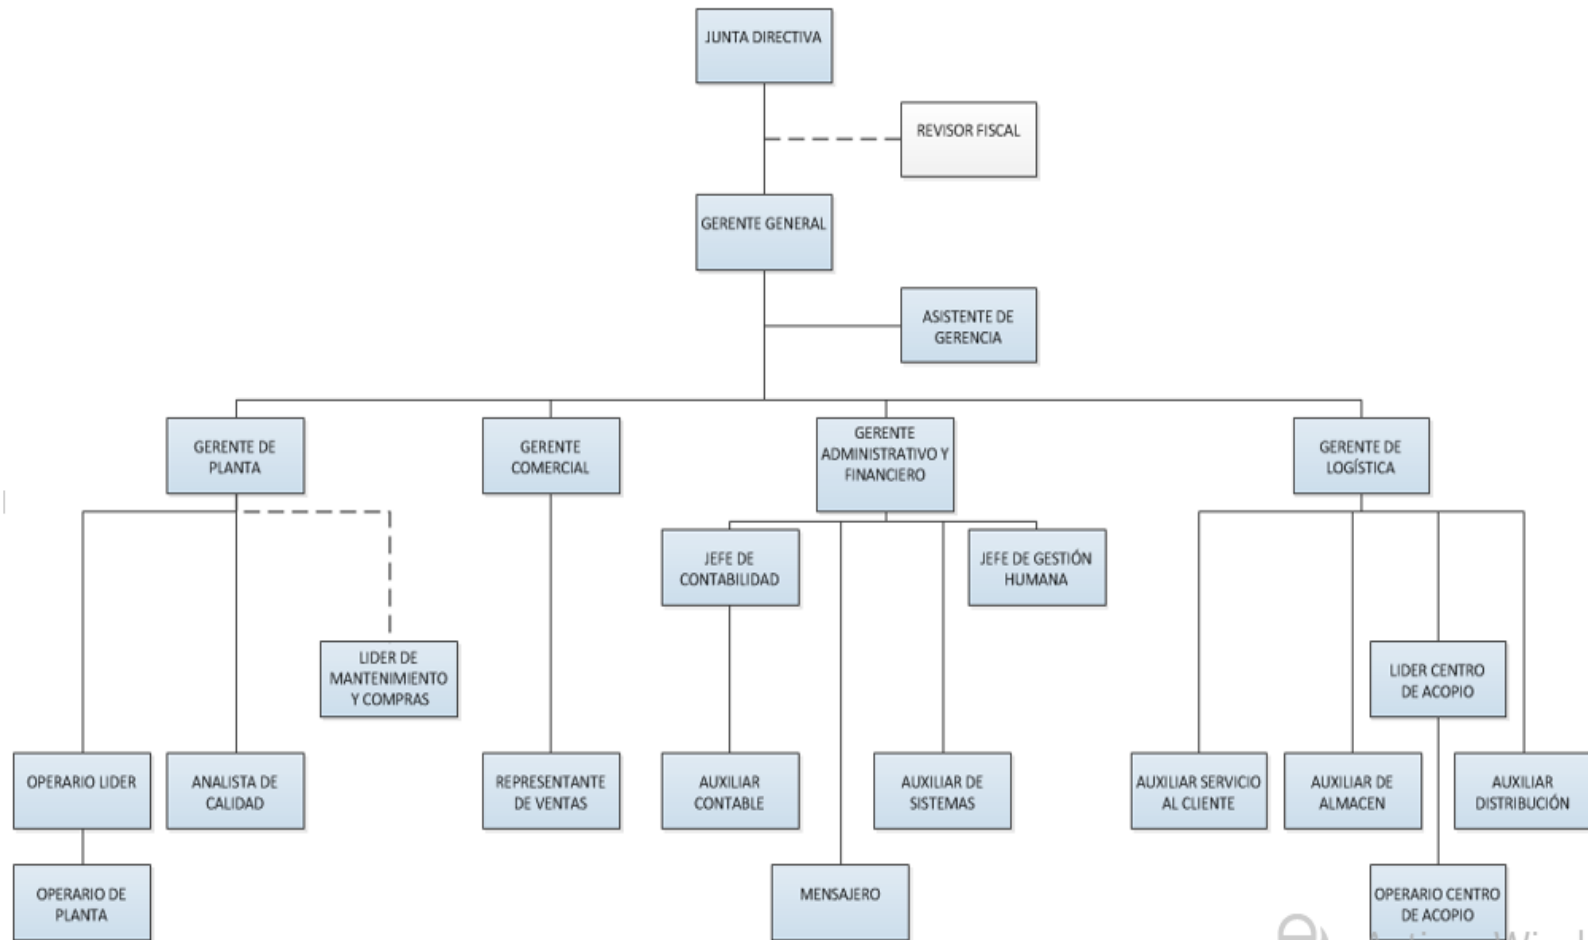 JUNTA DIRECTIVA
REVISOR FISCAL
GERENTE GENERAL
ASISTENTE DE
GERENCIA
GERENTE DE
PLANTA
GERENTE
COMERCIAL
GERENTE
ADMINISTRATIVO Y
FINANCIERO
GERENTE DE
LOGÍSTICA
JEFE DE
CONTABILIDAD
JEFE DE GESTIÓN
HUMANA
LIDER DE
MANTENIMIENTO
Y COMPRAS
LIDER CENTRO
DE ACOPIO
OPERARIO LIDER
ANALISTA DE
CALIDAD
REPRESENTANTE
DE VENTAS
AUXILIAR
CONTABLE
AUXILIAR DE
SISTEMAS
AUXILIAR SERVICIO
AL CLIENTE
AUXILIAR DE
ALMACEN
AUXILIAR
DISTRIBUCIÓN
OPERARIO DE
PLANTA
MENSAJERO
OPERARIO CENTRO
DE ACOPIO